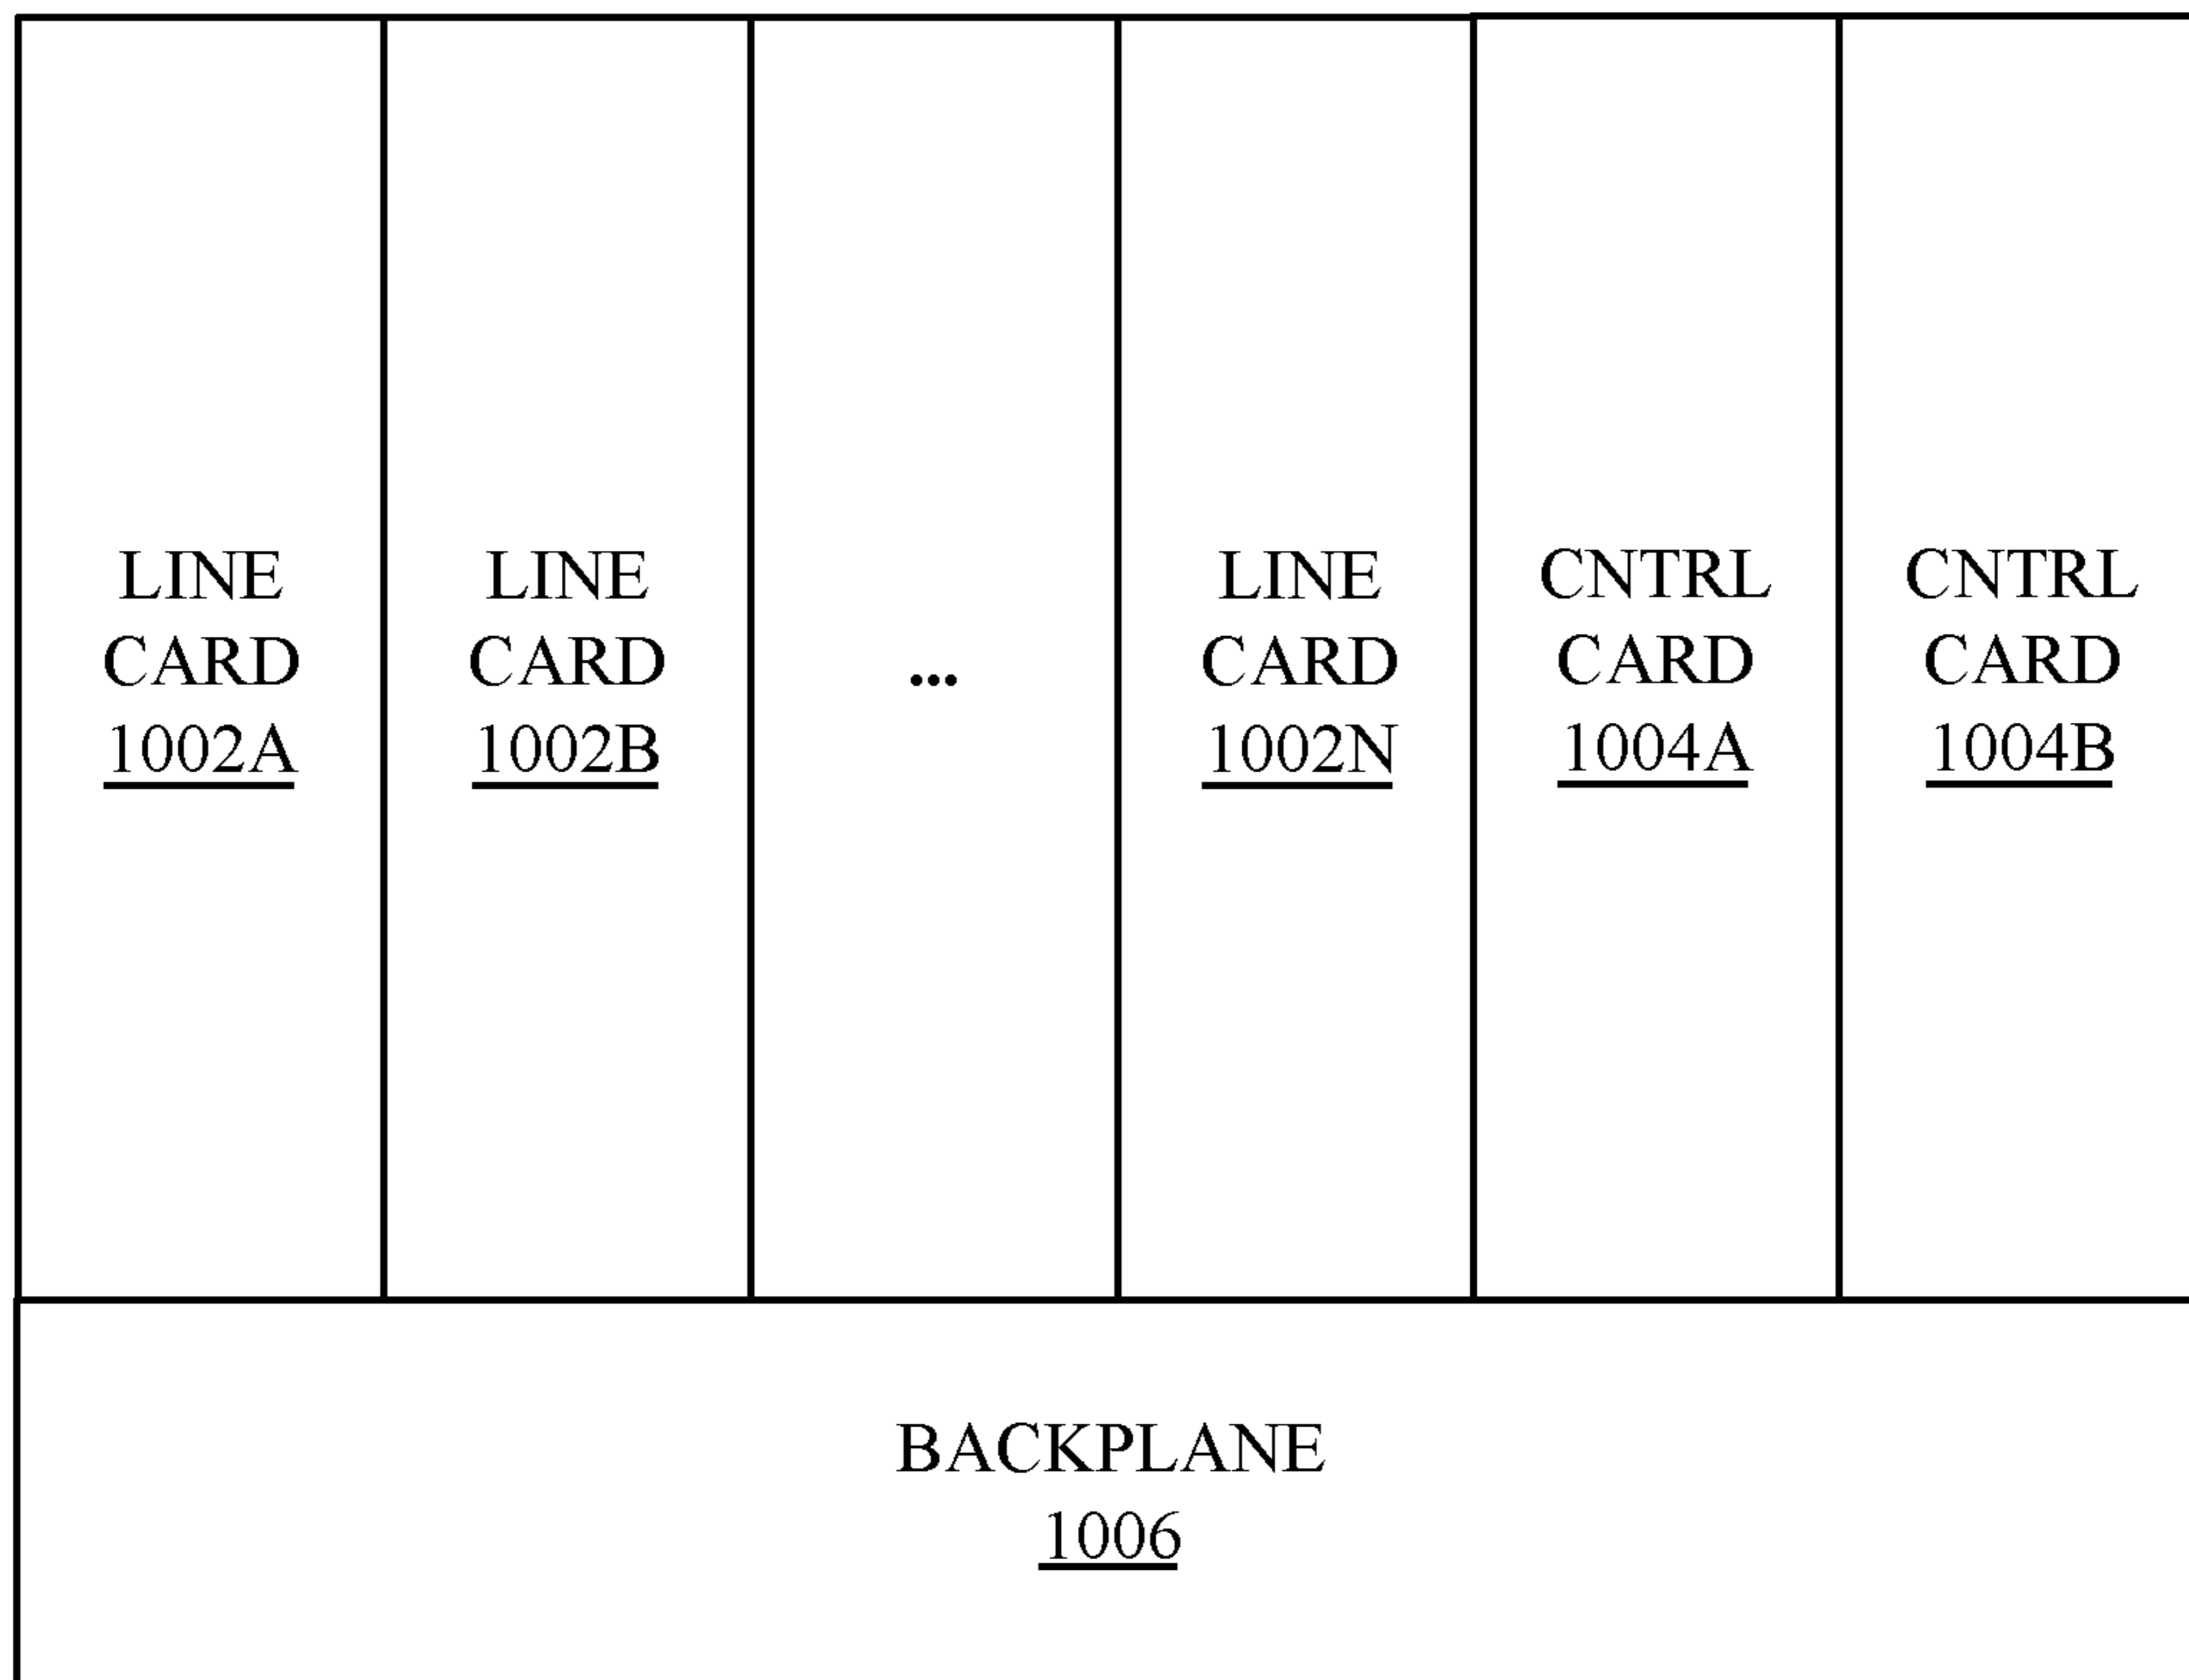 LINE
CARD
1002A
LINE
CARD
1002B
...
LINE
CARD
1002N
CNTRL
CARD
1004A
CNTRL
CARD
1004B
BACKPLANE
1006